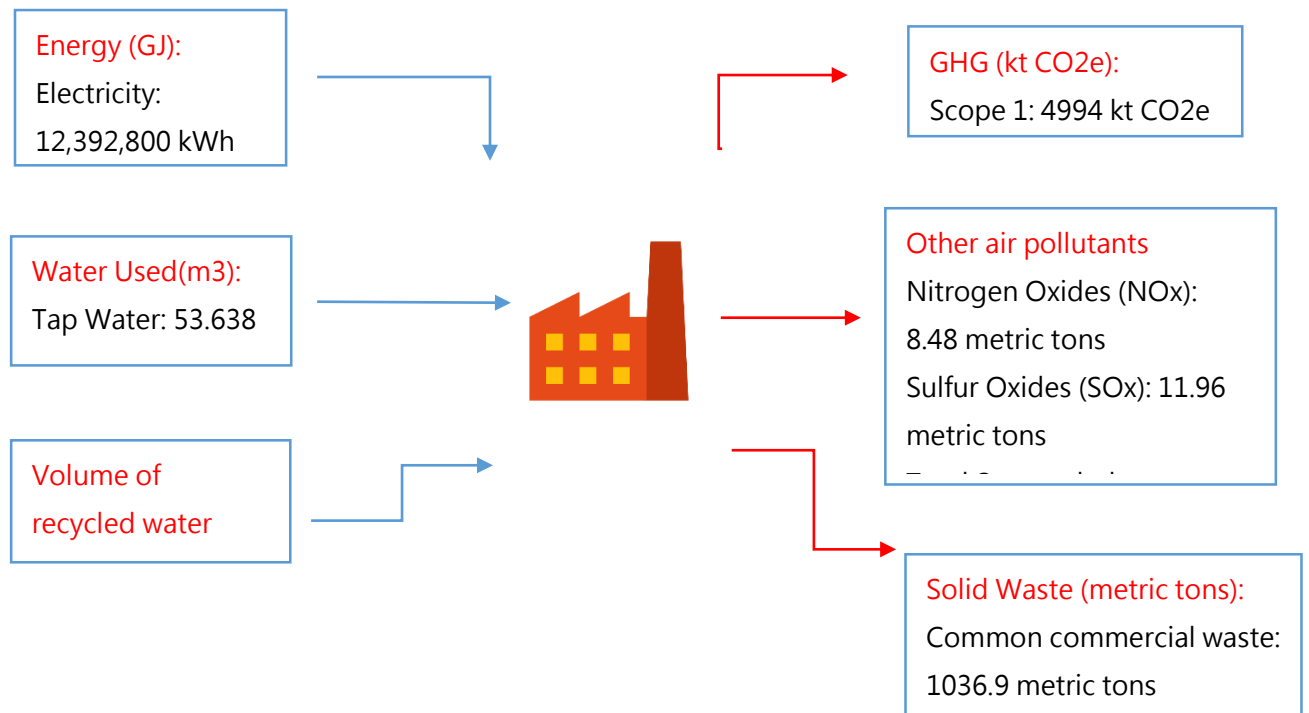 Energy (GJ):
Electricity:
12,392,800 kWh
Water Used(m3):
Tap Water: 53.638
Volume of
recycled water
GHG (kt CO2e):
Scope 1: 4994 kt CO2e
Other air pollutants
Nitrogen Oxides (NOx):
8.48 metric tons
Sulfur Oxides (SOx): 11.96
metric tons
Solid Waste (metric tons):
Common commercial waste:
1036.9 metric tons